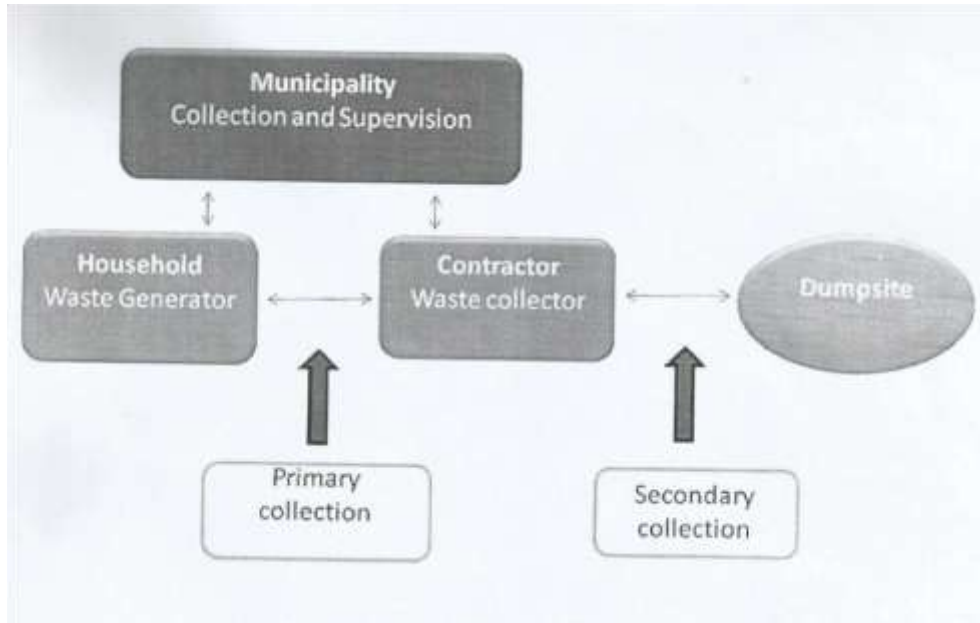 Municipality
Collection and Supervision
Household
Waste Generator
Contractor
Waste collector
Dumpsite
Primary
collection
Secondary
collection